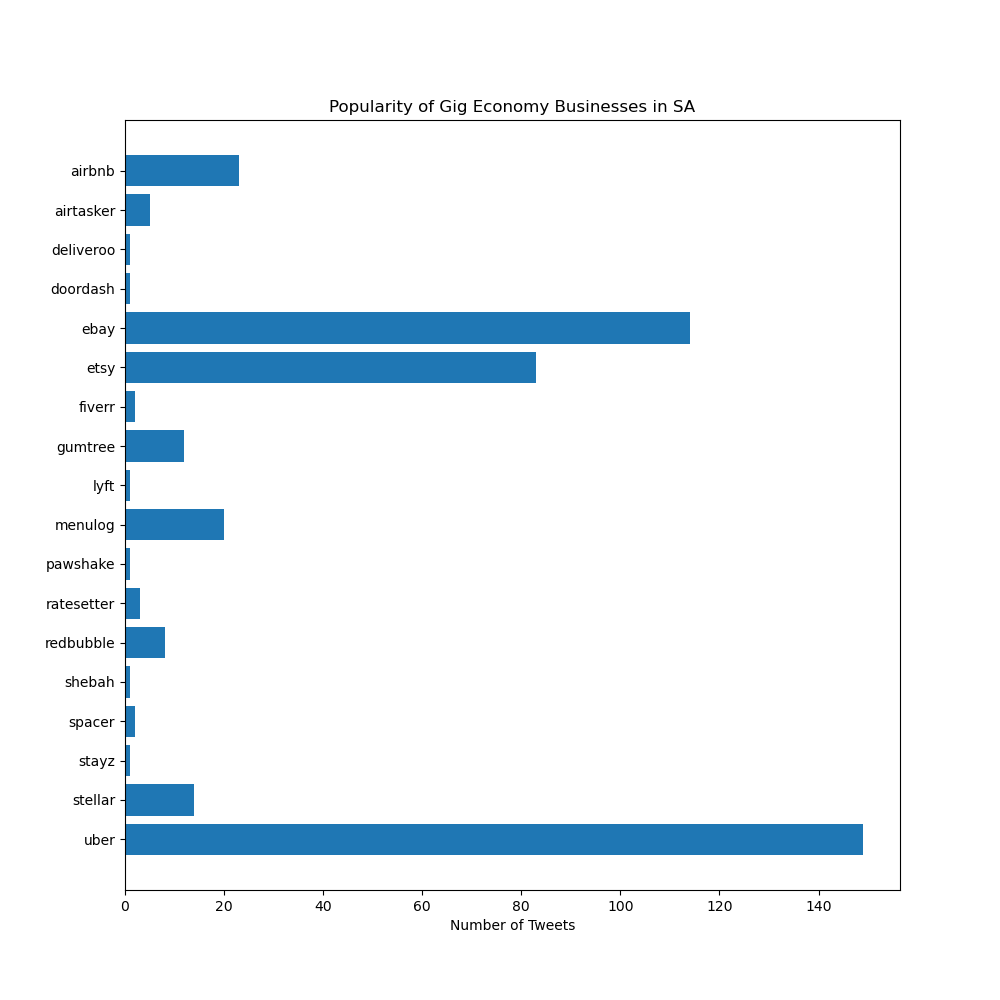 Popularity of Gig Economy Businesses in SA
airbnb
airtasker
deliveroo
doordash
ebay
etsy
fiverr
gumtree
lyft
menulog
pawshake
ratesetter
redbubble
shebah
spacer
stayz
stellar
uber
0 20 40 60 80 100 120 140
Number of Tweets